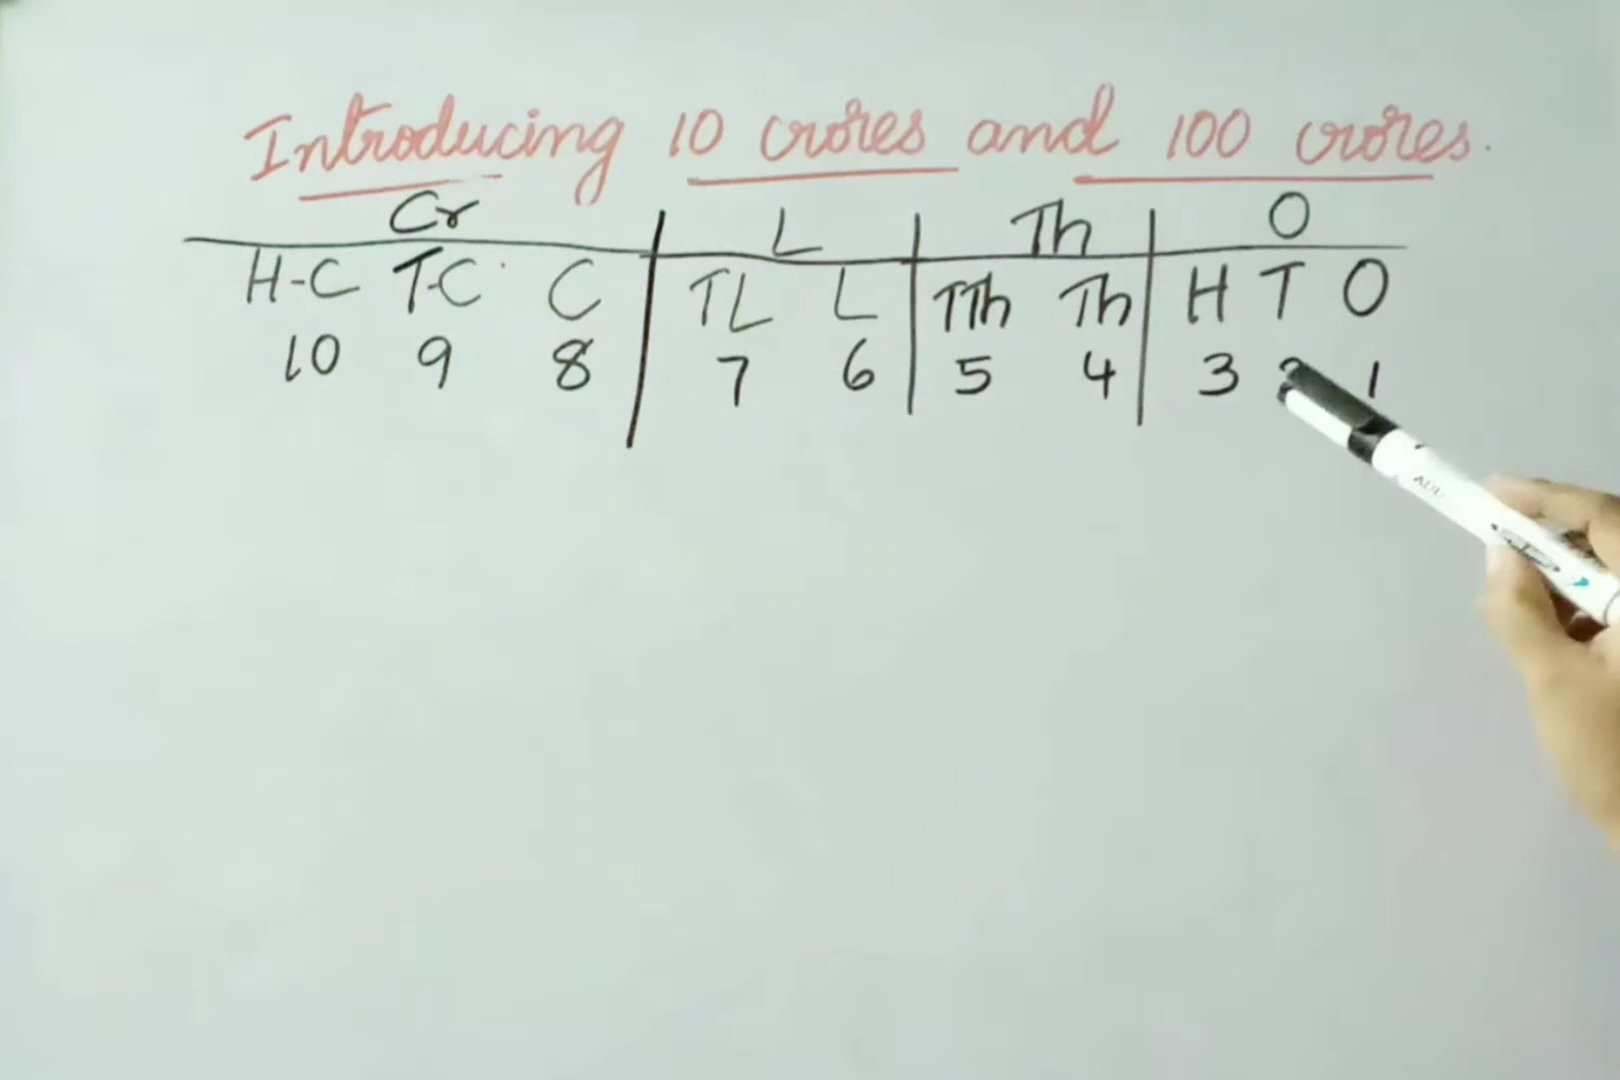 Introducing 10 crores and 100 crores.
Cr L Th O
H-C T-C C TL L TTh Th H T O
10 9 8 7 6 5 4 3 1